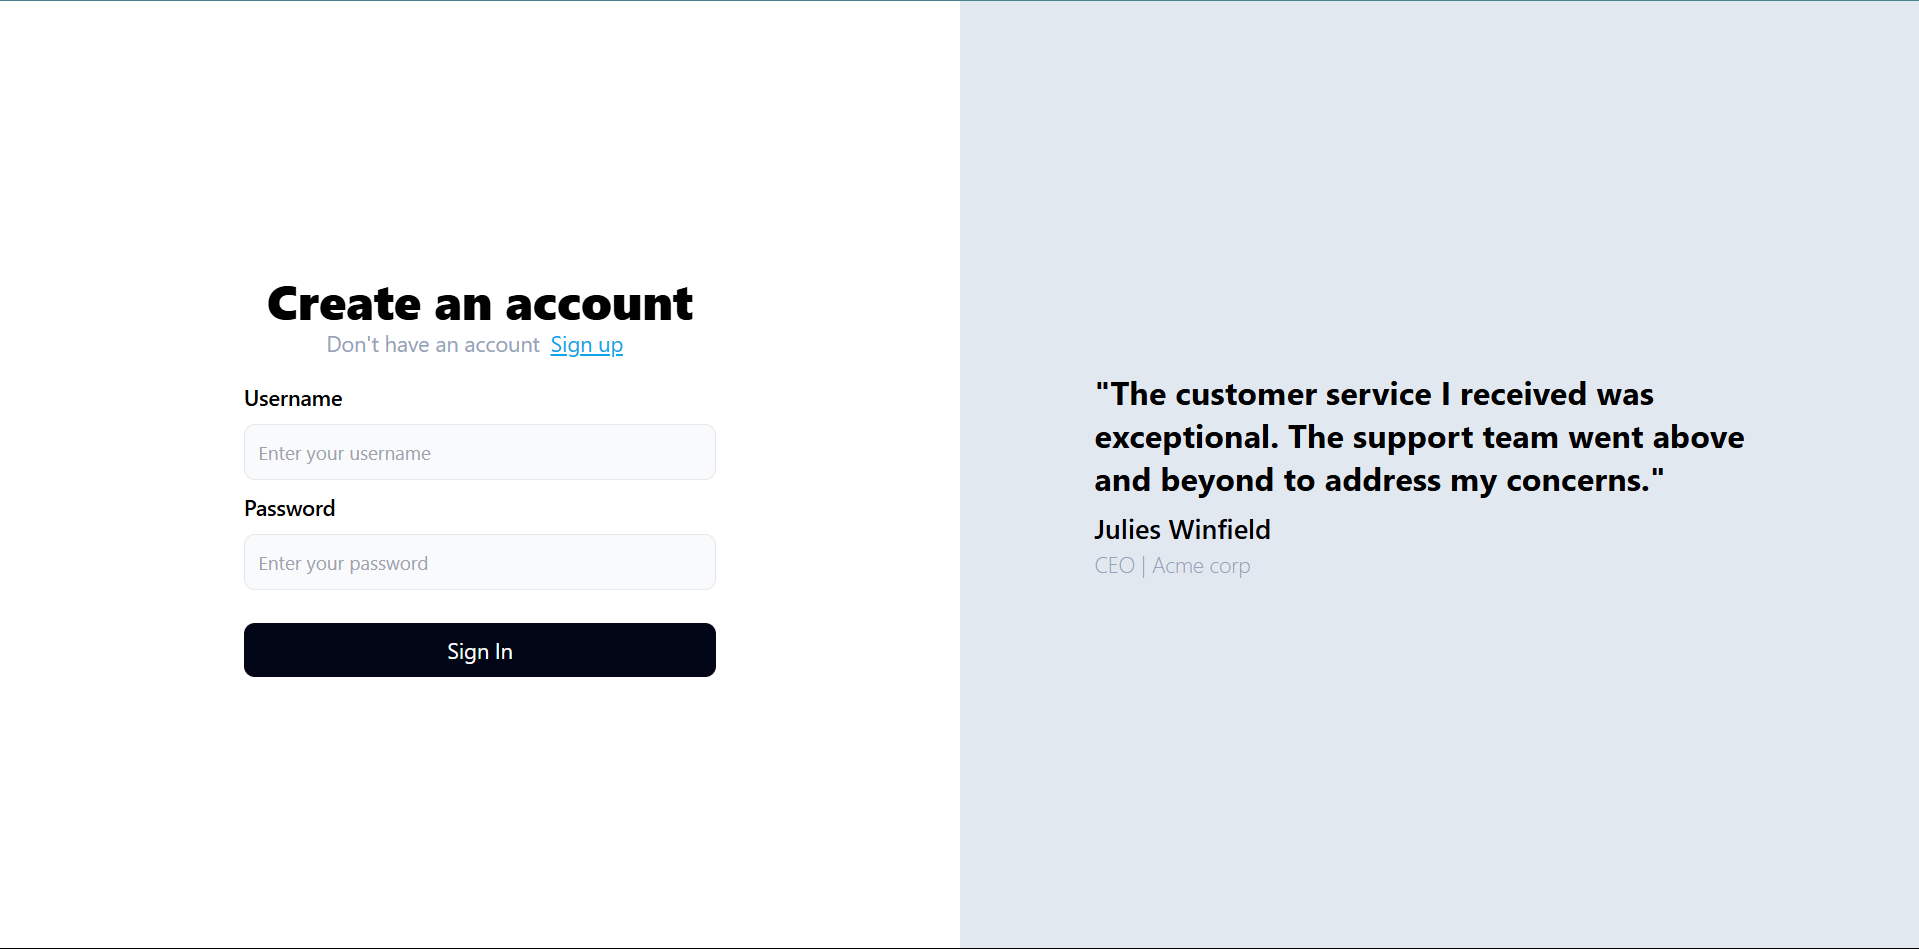 Create an account
Don't have an account Sign up
Username
Enter your username
Password
Enter your password
Sign In
"The customer service I received was
exceptional. The support team went above
and beyond to address my concerns."
Julies Winfield
CEO | Acme corp